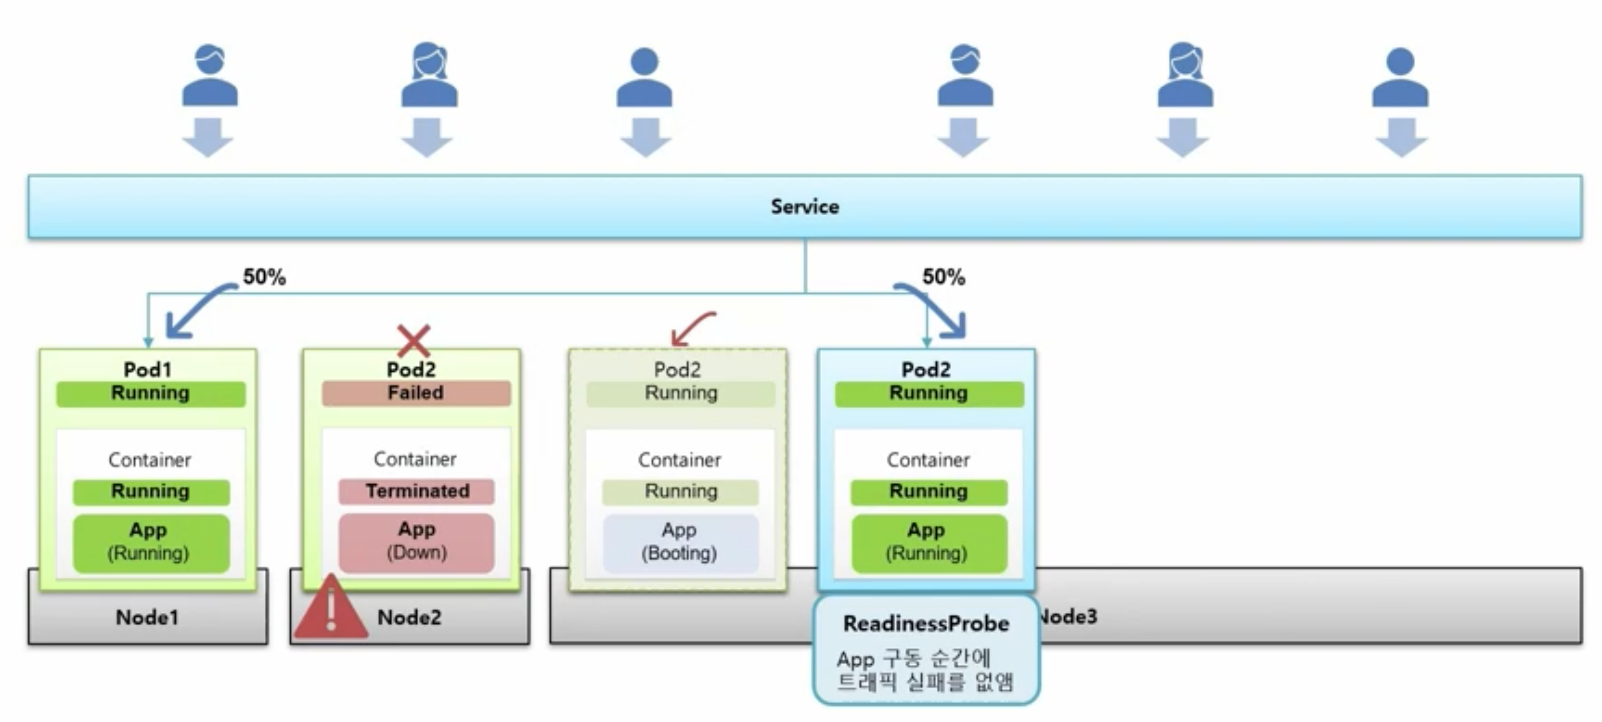 Service
50%
50%
Pod1
Running
Container
Running
App
(Running)
Node1
Pod2
Failed
Container
Terminated
App
(Down)
Node2
Pod2
Running
Container
Running
App
(Booting)
Pod2
Running
Container
Running
App
(Running)
Node3
ReadinessProbe
App 구동 순간에
트래픽 실패를 없앰